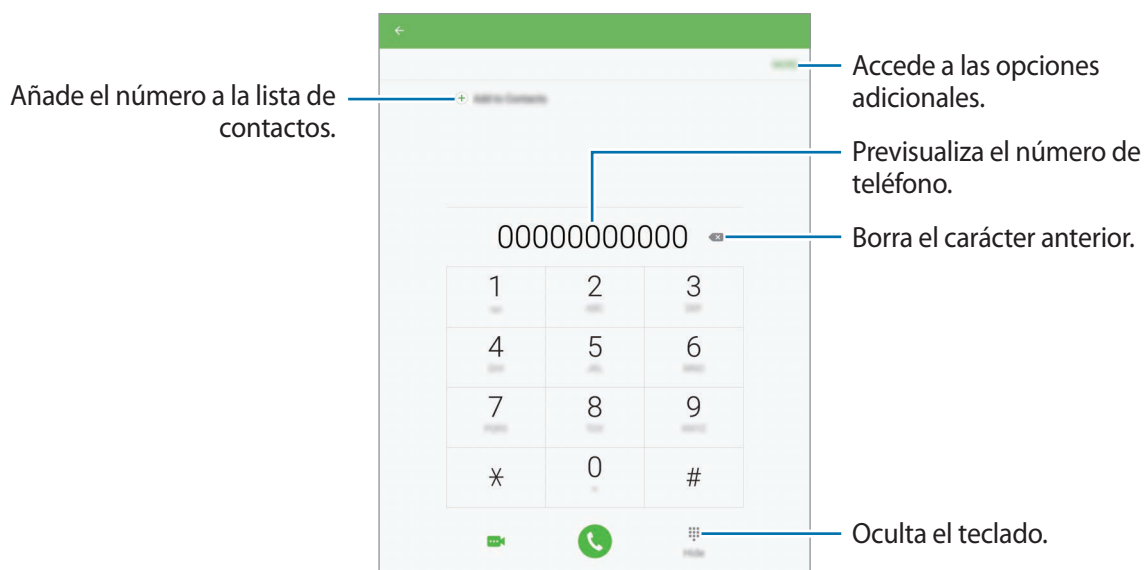 Accede a las opciones
adicionales.
Añade el número a la lista de
contactos.
Previsualiza el número de
teléfono.
00000000000
Borra el carácter anterior.
1 2 3
4 5 6
7 8 9
* 0 #
Oculta el teclado.